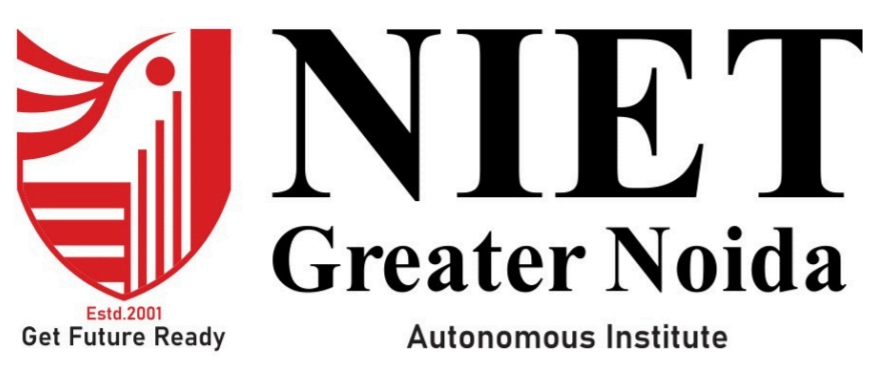 NIET
Greater Noida
Estd.2001
Get Future Ready
Autonomous Institute